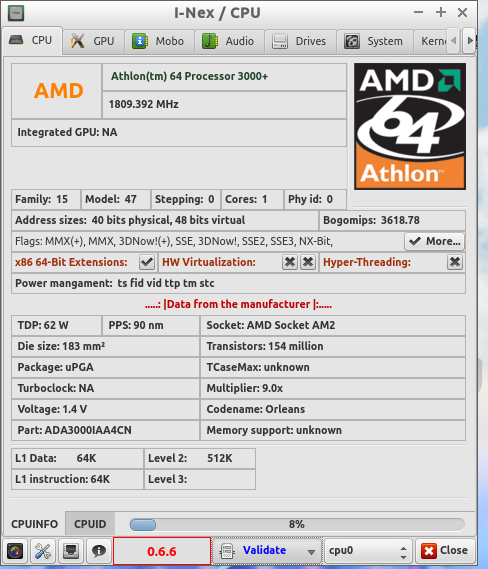 I-Nex / CPU
CPU GPU Mobo Audio Drives System Kerne
AMD
Athlon(tm) 64 Processor 3000+
1809.392 MHz
Integrated GPU: NA
AMD
64
Athlon
Family: 15 Model: 47 Stepping: 0 Cores: 1 Phy id: 0
Address sizes: 40 bits physical, 48 bits virtual Bogomips: 3618.78
Flags: MMX(+), MMX, 3DNow!(+), SSE, 3DNow!, SSE2, SSE3, NX-Bit, More...
x86 64-Bit Extensions: HW Virtualization: Hyper-Threading:
Power mangament: ts fid vid ttp tm stc
.....: |Data from the manufacturer |:.....
TDP: 62 W PPS: 90 nm Socket: AMD Socket AM2
Die size: 183 mm² Transistors: 154 million
Package: uPGA TCaseMax: unknown
Turboclock: NA Multiplier: 9.0x
Voltage: 1.4 V Codename: Orleans
Part: ADA3000IAA4CN Memory support: unknown
L1 Data: 64K Level 2: 512K
L1 instruction: 64K Level 3:
CPUINFO CPUID 8%
0.6.6 Validate cpu0 Close